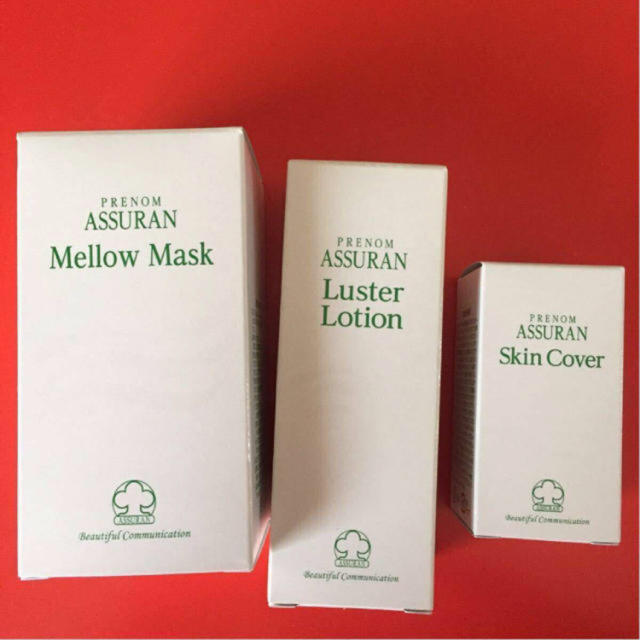 PRENOM
ASSURAN
Mellow Mask
ASSURAN
Beautiful Communication
PRENOM
ASSURAN
Luster
Lotion
ASSURAN
Beautiful Communication
PRENOM
ASSURAN
Skin Cover
ASSURAN
Beautiful Communication